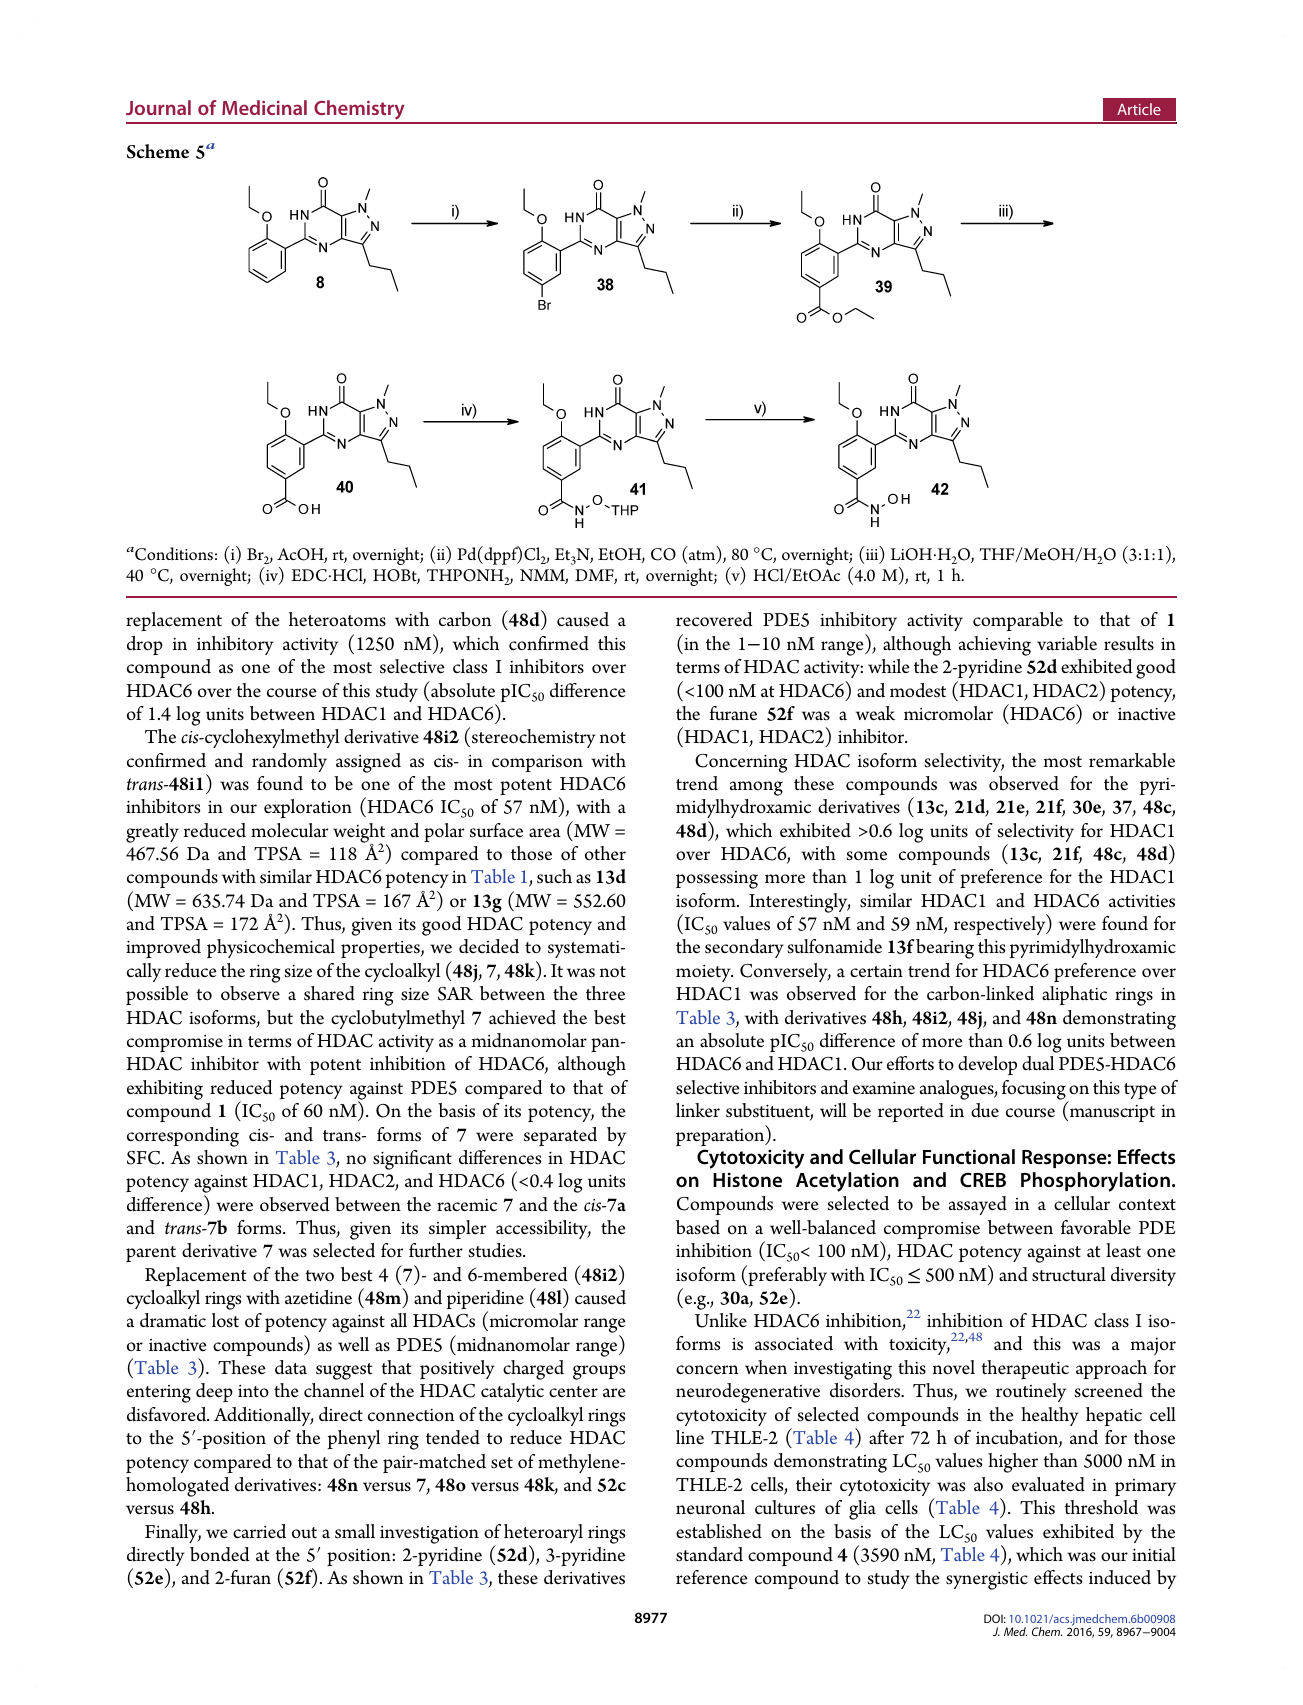 Journal of Medicinal Chemistry
Article
Scheme 5a
O
O
HN
N
N
N
8
i)
O
O
HN
N
N
N
Br
38
ii)
O
O
HN
N
N
N
O
O
39
iii)
O
O
HN
N
N
N
O
OH
40
iv)
O
O
HN
N
N
N
O
N
H
O
THP
41
v)
O
O
HN
N
N
N
O
N
H
OH
42
aConditions: (i) Br2, AcOH, rt, overnight; (ii) Pd(dppf)Cl2, Et3N, EtOH, CO (atm), 80 °C, overnight; (iii) LiOH·H2O, THF/MeOH/H2O (3:1:1),
40 °C, overnight; (iv) EDC·HCl, HOBt, THPONH2, NMM, DMF, rt, overnight; (v) HCl/EtOAc (4.0 M), rt, 1 h.
replacement of the heteroatoms with carbon (48d) caused a
drop in inhibitory activity (1250 nM), which confirmed this
compound as one of the most selective class I inhibitors over
HDAC6 over the course of this study (absolute pIC50 difference
of 1.4 log units between HDAC1 and HDAC6).
The cis-cyclohexylmethyl derivative 48i2 (stereochemistry not
confirmed and randomly assigned as cis- in comparison with
trans-48i1) was found to be one of the most potent HDAC6
inhibitors in our exploration (HDAC6 IC50 of 57 nM), with a
greatly reduced molecular weight and polar surface area (MW =
467.56 Da and TPSA = 118 Å2) compared to those of other
compounds with similar HDAC6 potency in Table 1, such as 13d
(MW = 635.74 Da and TPSA = 167 Å2) or 13g (MW = 552.60
and TPSA = 172 Å2). Thus, given its good HDAC potency and
improved physicochemical properties, we decided to systemati-
cally reduce the ring size of the cycloalkyl (48j, 7, 48k). It was not
possible to observe a shared ring size SAR between the three
HDAC isoforms, but the cyclobutylmethyl 7 achieved the best
compromise in terms of HDAC activity as a midnanomolar pan-
HDAC inhibitor with potent inhibition of HDAC6, although
exhibiting reduced potency against PDE5 compared to that of
compound 1 (IC50 of 60 nM). On the basis of its potency, the
corresponding cis- and trans- forms of 7 were separated by
SFC. As shown in Table 3, no significant differences in HDAC
potency against HDAC1, HDAC2, and HDAC6 (<0.4 log units
difference) were observed between the racemic 7 and the cis-7a
and trans-7b forms. Thus, given its simpler accessibility, the
parent derivative 7 was selected for further studies.
Replacement of the two best 4 (7)- and 6-membered (48i2)
cycloalkyl rings with azetidine (48m) and piperidine (48l) caused
a dramatic lost of potency against all HDACs (micromolar range
or inactive compounds) as well as PDE5 (midnanomolar range)
(Table 3). These data suggest that positively charged groups
entering deep into the channel of the HDAC catalytic center are
disfavored. Additionally, direct connection of the cycloalkyl rings
to the 5′-position of the phenyl ring tended to reduce HDAC
potency compared to that of the pair-matched set of methylene-
homologated derivatives: 48n versus 7, 48o versus 48k, and 52c
versus 48h.
Finally, we carried out a small investigation of heteroaryl rings
directly bonded at the 5′ position: 2-pyridine (52d), 3-pyridine
(52e), and 2-furan (52f). As shown in Table 3, these derivatives
recovered PDE5 inhibitory activity comparable to that of 1
(in the 1−10 nM range), although achieving variable results in
terms of HDAC activity: while the 2-pyridine 52d exhibited good
(<100 nM at HDAC6) and modest (HDAC1, HDAC2) potency,
the furane 52f was a weak micromolar (HDAC6) or inactive
(HDAC1, HDAC2) inhibitor.
Concerning HDAC isoform selectivity, the most remarkable
trend among these compounds was observed for the pyri-
midylhydroxamic derivatives (13c, 21d, 21e, 21f, 30e, 37, 48c,
48d), which exhibited >0.6 log units of selectivity for HDAC1
over HDAC6, with some compounds (13c, 21f, 48c, 48d)
possessing more than 1 log unit of preference for the HDAC1
isoform. Interestingly, similar HDAC1 and HDAC6 activities
(IC50 values of 57 nM and 59 nM, respectively) were found for
the secondary sulfonamide 13f bearing this pyrimidylhydroxamic
moiety. Conversely, a certain trend for HDAC6 preference over
HDAC1 was observed for the carbon-linked aliphatic rings in
Table 3, with derivatives 48h, 48i2, 48j, and 48n demonstrating
an absolute pIC50 difference of more than 0.6 log units between
HDAC6 and HDAC1. Our efforts to develop dual PDE5-HDAC6
selective inhibitors and examine analogues, focusing on this type of
linker substituent, will be reported in due course (manuscript in
preparation).
Cytotoxicity and Cellular Functional Response: Effects
on Histone Acetylation and CREB Phosphorylation.
Compounds were selected to be assayed in a cellular context
based on a well-balanced compromise between favorable PDE
inhibition (IC50< 100 nM), HDAC potency against at least one
isoform (preferably with IC50 ≤ 500 nM) and structural diversity
(e.g., 30a, 52e).
Unlike HDAC6 inhibition,22 inhibition of HDAC class I iso-
forms is associated with toxicity,22,48 and this was a major
concern when investigating this novel therapeutic approach for
neurodegenerative disorders. Thus, we routinely screened the
cytotoxicity of selected compounds in the healthy hepatic cell
line THLE-2 (Table 4) after 72 h of incubation, and for those
compounds demonstrating LC50 values higher than 5000 nM in
THLE-2 cells, their cytotoxicity was also evaluated in primary
neuronal cultures of glia cells (Table 4). This threshold was
established on the basis of the LC50 values exhibited by the
standard compound 4 (3590 nM, Table 4), which was our initial
reference compound to study the synergistic effects induced by
8977
DOI: 10.1021/acs.jmedchem.6b00908
J. Med. Chem. 2016, 59, 8967−9004